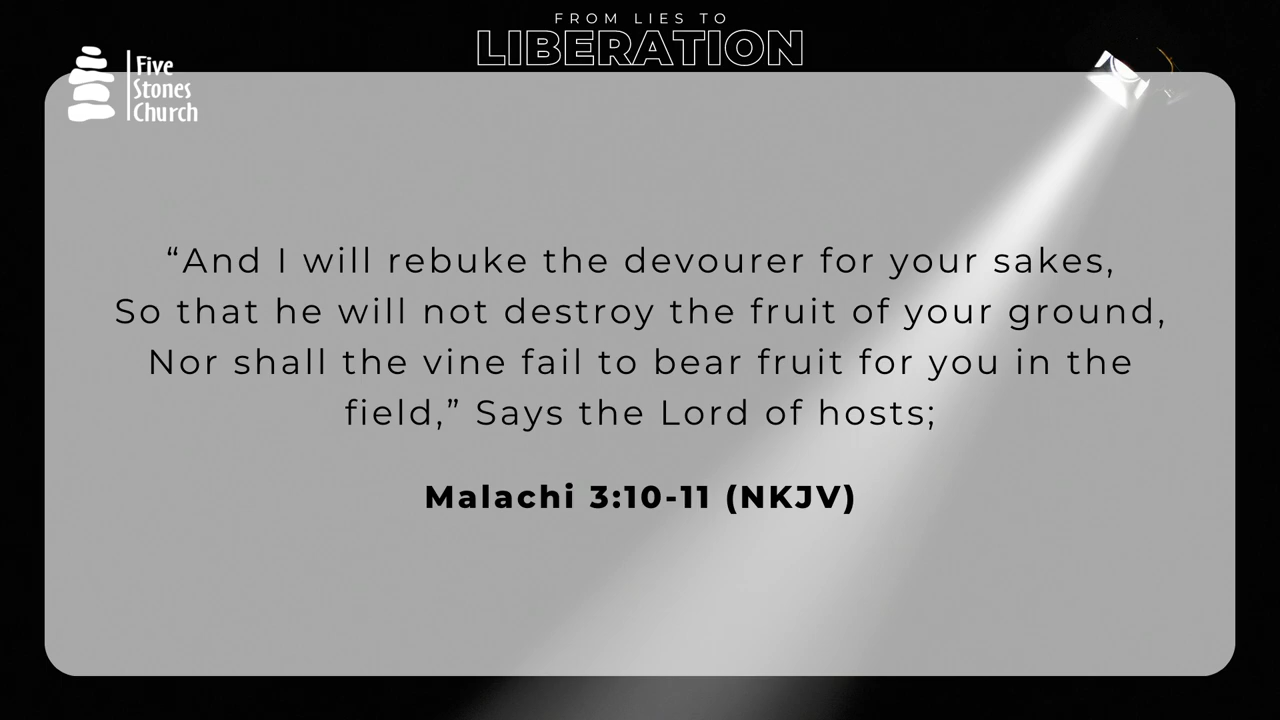 FROM LIES TO
LIBERATION
Five
Stones
Church
“And I will rebuke the devourer for your sakes,
So that he will not destroy the fruit of your ground,
Nor shall the vine fail to bear fruit for you in the
field,” Says the Lord of hosts;
Malachi 3:10-11 (NKJV)